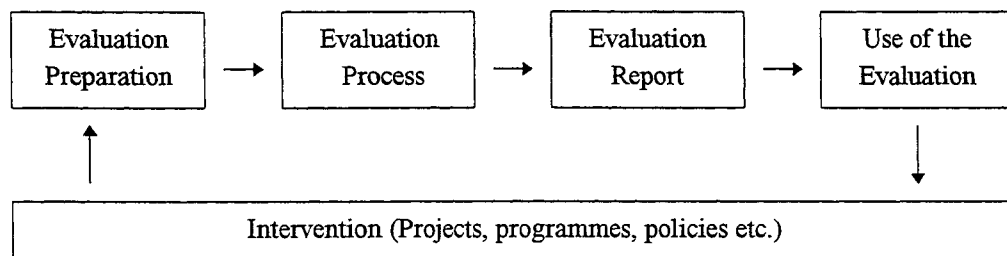 Evaluation
Preparation
Evaluation
Process
Evaluation
Report
Use of the
Evaluation
Intervention (Projects, programmes, policies etc.)